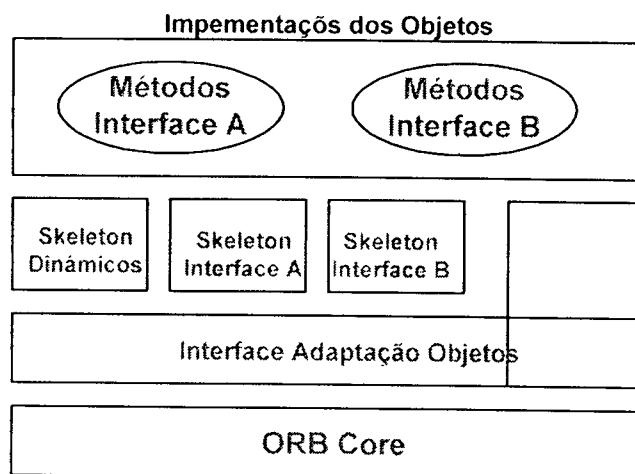 Impementaçõs dos Objetos
Métodos
Interface A
Métodos
Interface B
Skeleton
Dinámicos
Skeleton
Interface A
Skeleton
Interface B
Interface Adaptação Objetos
ORB Core